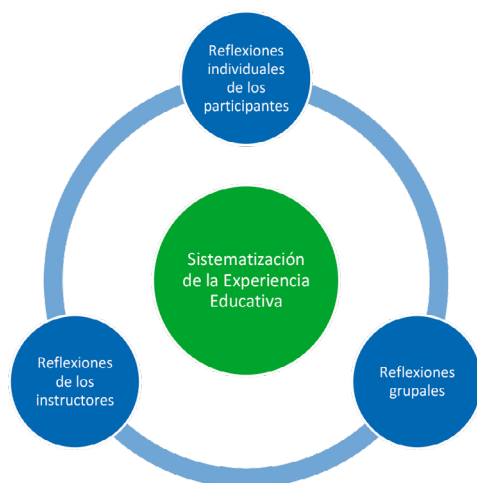 Reflexiones
individuales
de los
participantes
Sistematización
de la Experiencia
Educativa
Reflexiones
de los
instructores
Reflexiones
grupales